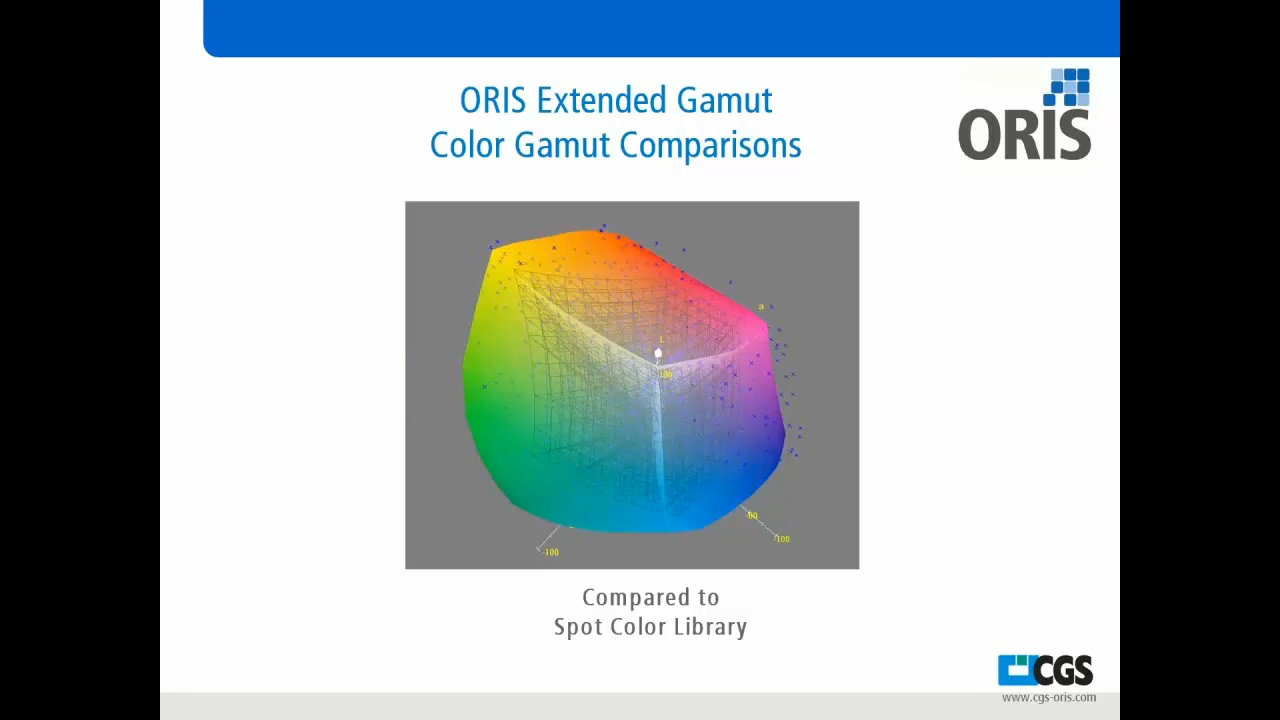 ORIS Extended Gamut
Color Gamut Comparisons
ORIS
a
L
100
-80
-100
100
Compared to
Spot Color Library
CGS
www.cgs-oris.com